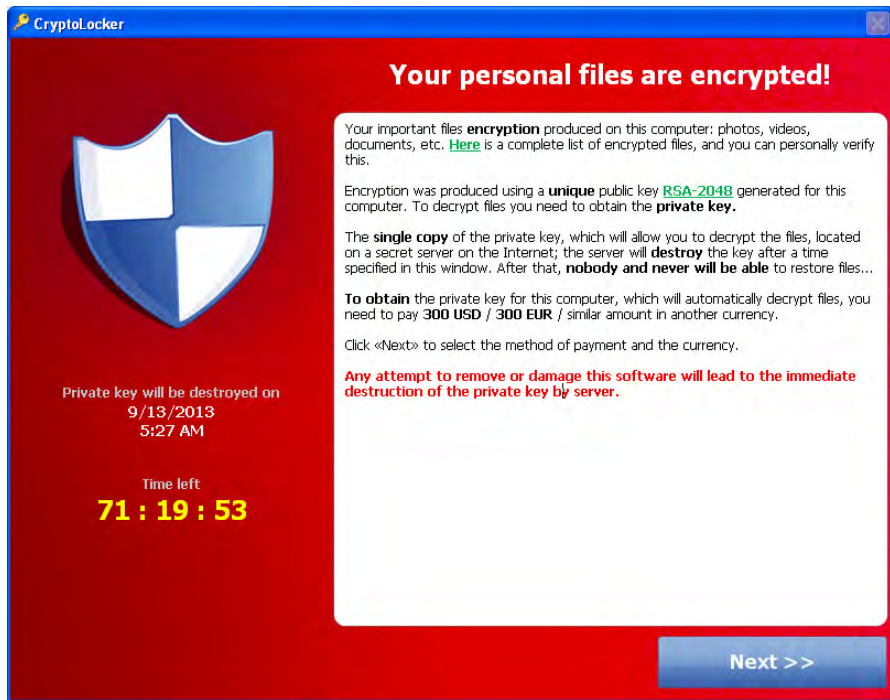 CryptoLocker
Your personal files are encrypted!
Your important files encryption produced on this computer: photos, videos,
documents, etc. Here is a complete list of encrypted files, and you can personally verify
this.
Encryption was produced using a unique public key RSA-2048 generated for this
computer. To decrypt files you need to obtain the private key.
The single copy of the private key, which will allow you to decrypt the files, located
on a secret server on the Internet; the server will destroy the key after a time
specified in this window. After that, nobody and never will be able to restore files...
To obtain the private key for this computer, which will automatically decrypt files, you
need to pay 300 USD / 300 EUR / similar amount in another currency.
Click «Next» to select the method of payment and the currency.
Any attempt to remove or damage this software will lead to the immediate
destruction of the private key by server.
Private key will be destroyed on
9/13/2013
5:27 AM
Time left
71 : 19 : 53
Next >>